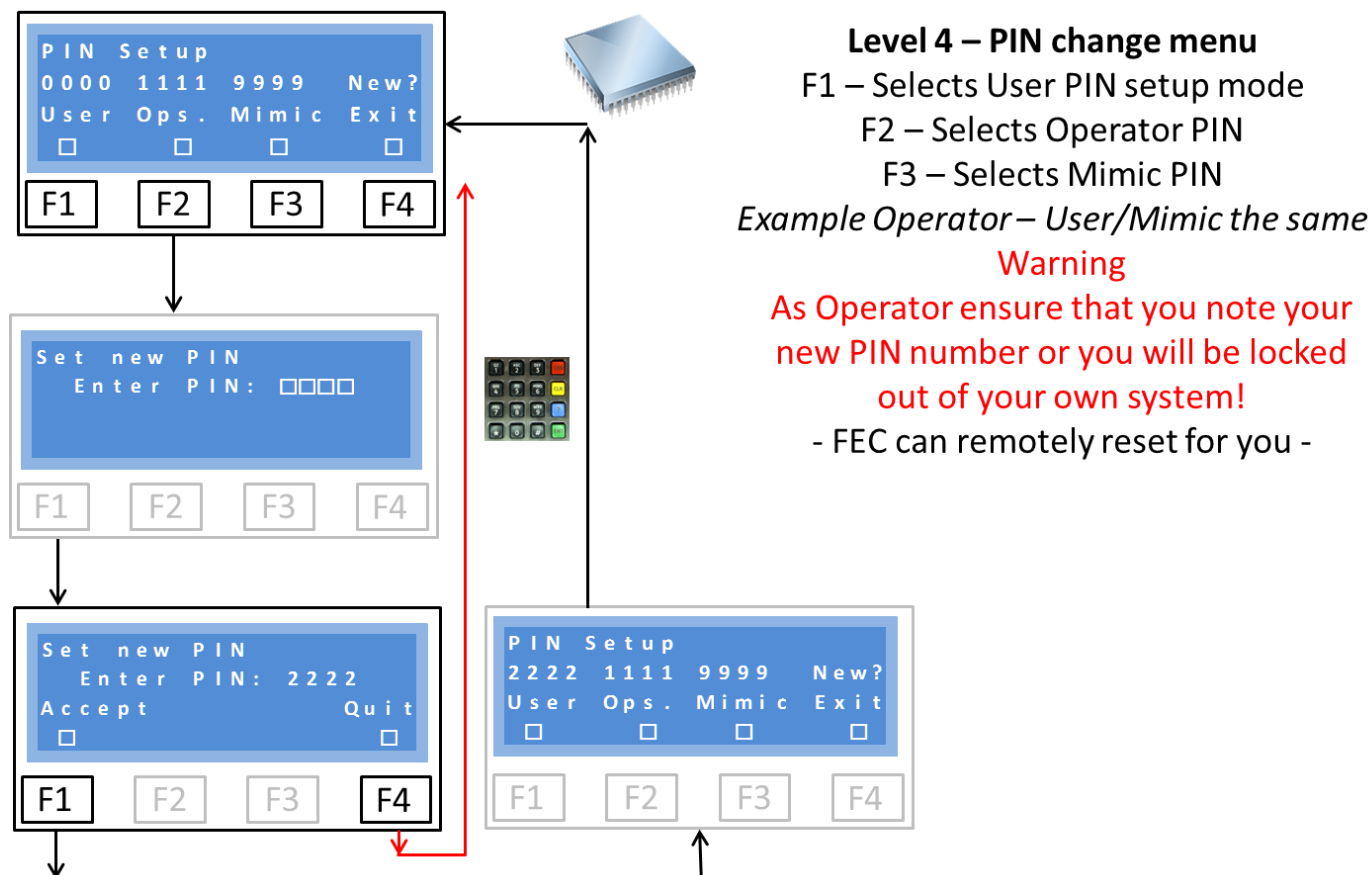 PIN Setup
0000 1111 9999 New?
User Ops. Mimic Exit
F1 F2 F3 F4
Level 4 – PIN change menu
F1 – Selects User PIN setup mode
F2 – Selects Operator PIN
F3 – Selects Mimic PIN
Example Operator – User/Mimic the same
Warning
As Operator ensure that you note your
new PIN number or you will be locked
out of your own system!
- FEC can remotely reset for you -
Set new PIN
Enter PIN: □□□□
F1 F2 F3 F4
Set new PIN
Enter PIN: 2222
Accept Quit
F1 F2 F3 F4
PIN Setup
2222 1111 9999 New?
User Ops. Mimic Exit
F1 F2 F3 F4